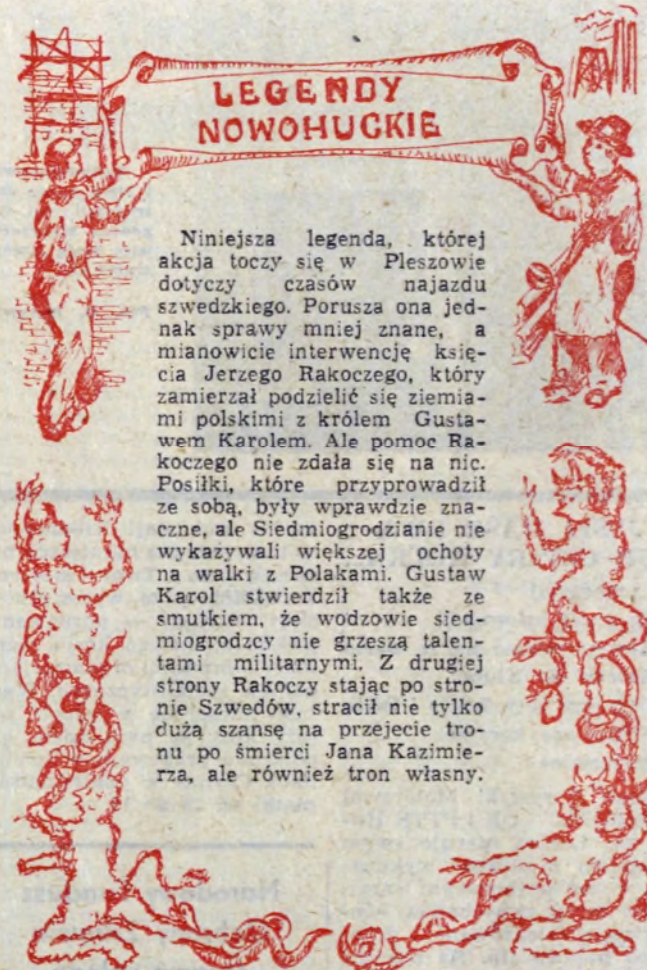 LEGENDY
NOWOHUCKIE
Niniejsza legenda, której
akcja toczy się w Pleszowie
dotyczy czasów najazdu
szwedzkiego. Porusza ona jed-
nak sprawy mniej znane, a
mianowicie interwencję księ-
cia Jerzego Rakoczego, który
zamierzał podzielić się ziemia-
mi polskimi z królem Gusta-
wem Karolem. Ale pomoc Ra-
koczego nie zdała się na nic.
Posiłki, które przyprowadził
ze sobą, były wprawdzie zna-
czne, ale Siedmiogrodzianie nie
wykazywali większej ochoty
na walki z Polakami. Gustaw
Karol stwierdził także ze
smutkiem, że wodzowie sied-
miogrodzcy nie grzeszą talen-
tami militarnymi. Z drugiej
strony Rakoczy stając po stro-
nie Szwedów, stracił nie tylko
dużą szansę na przejecie tro-
nu po śmierci Jana Kazimie-
rza, ale również tron własny.